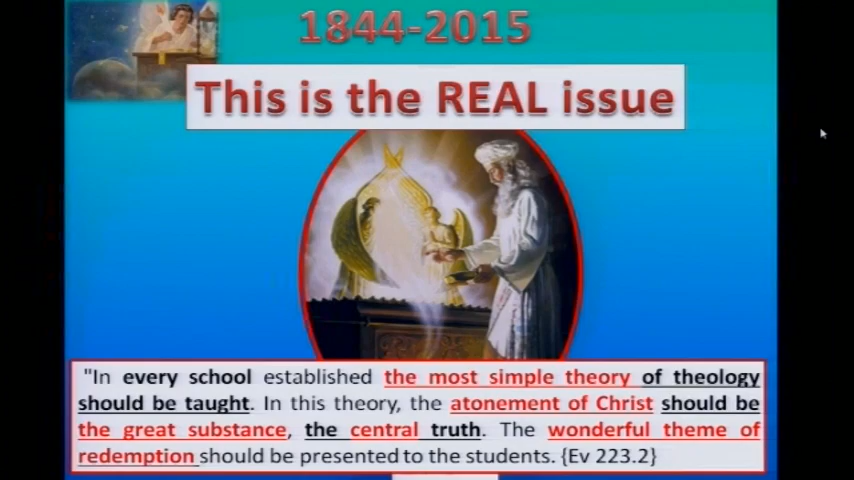 1844-2015
This is the REAL issue
"In every school established the most simple theory of theology
should be taught. In this theory, the atonement of Christ should be
the great substance, the central truth. The wonderful theme of
redemption should be presented to the students. {Ev 223.2}